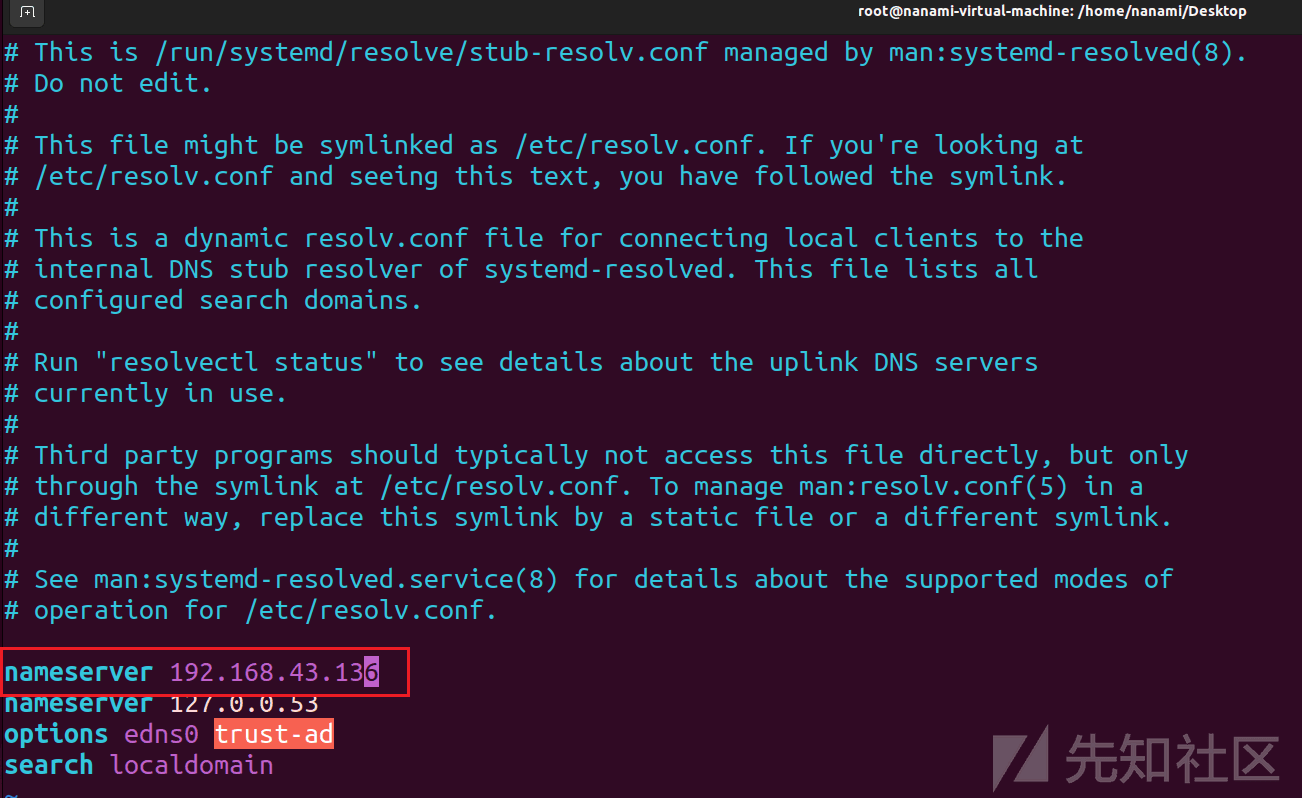 root@nanami-virtual-machine: /home/nanami/Desktop
# This is /run/systemd/resolve/stub-resolv.conf managed by man:systemd-resolved(8).
# Do not edit.
#
# This file might be symlinked as /etc/resolv.conf. If you're looking at
# /etc/resolv.conf and seeing this text, you have followed the symlink.
#
# This is a dynamic resolv.conf file for connecting local clients to the
# internal DNS stub resolver of systemd-resolved. This file lists all
# configured search domains.
#
# Run "resolvectl status" to see details about the uplink DNS servers
# currently in use.
#
# Third party programs should typically not access this file directly, but only
# through the symlink at /etc/resolv.conf. To manage man:resolv.conf(5) in a
# different way, replace this symlink by a static file or a different symlink.
#
# See man:systemd-resolved.service(8) for details about the supported modes of
# operation for /etc/resolv.conf.
nameserver 192.168.43.136
nameserver 127.0.0.53
options edns0 trust-ad
search localdomain
~
先知社区